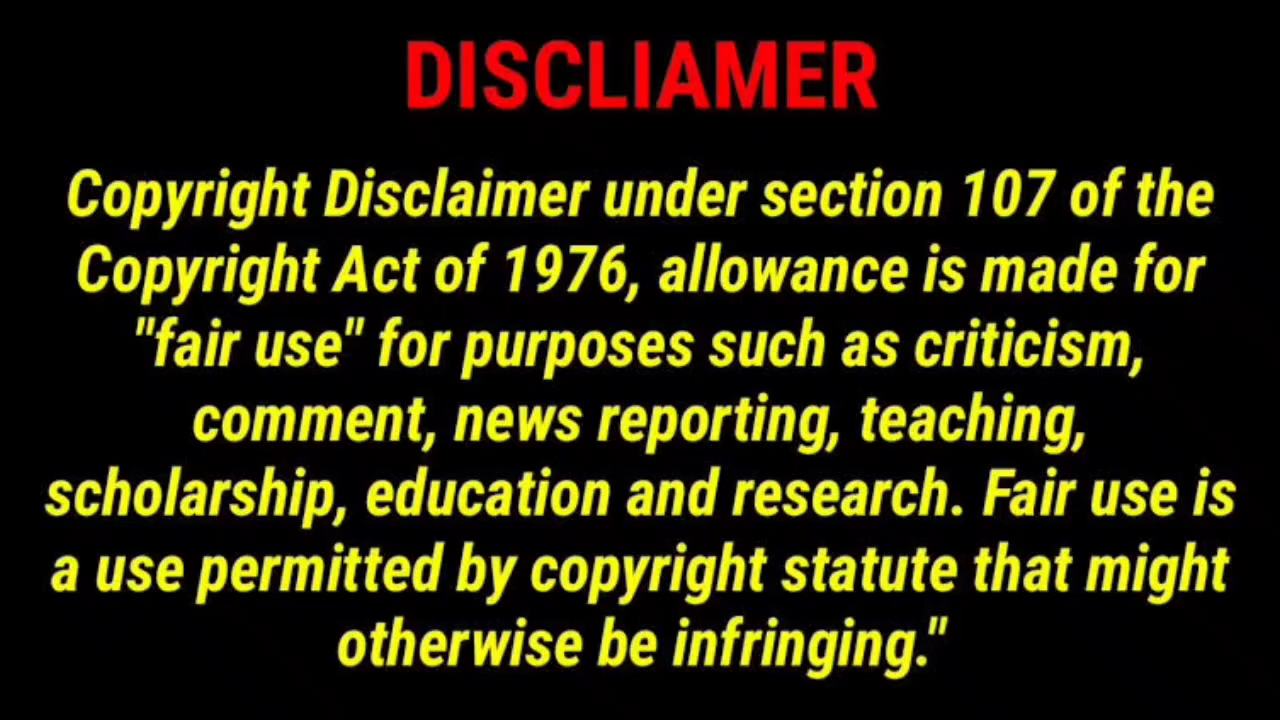 DISCLIAMER
Copyright Disclaimer under section 107 of the
Copyright Act of 1976, allowance is made for
"fair use" for purposes such as criticism,
comment, news reporting, teaching,
scholarship, education and research. Fair use is
a use permitted by copyright statute that might
otherwise be infringing."